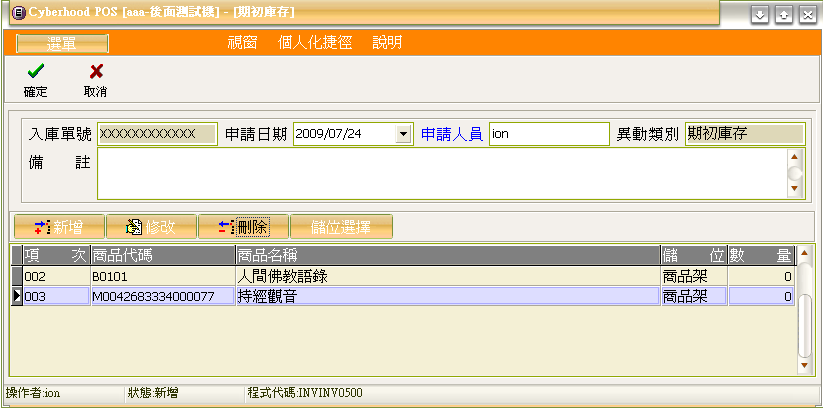 Cyberhood POS [aaa-後面測試機] - [期初庫存]
選單 視窗 個人化捷徑 說明
確定 取消
入庫單號 XXXXXXXXXXXX 申請日期 2009/07/24 申請人員 ion 異動類別 期初庫存
備 註
新增 修改 刪除 儲位選擇
項 次 商品代碼 商品名稱 儲 位 數 量
002 B0101 人間佛教語錄 商品架 0
003 M0042683334000077 持經觀音 商品架 0
操作者:ion 狀態:新增 程式代碼:INVINV0500